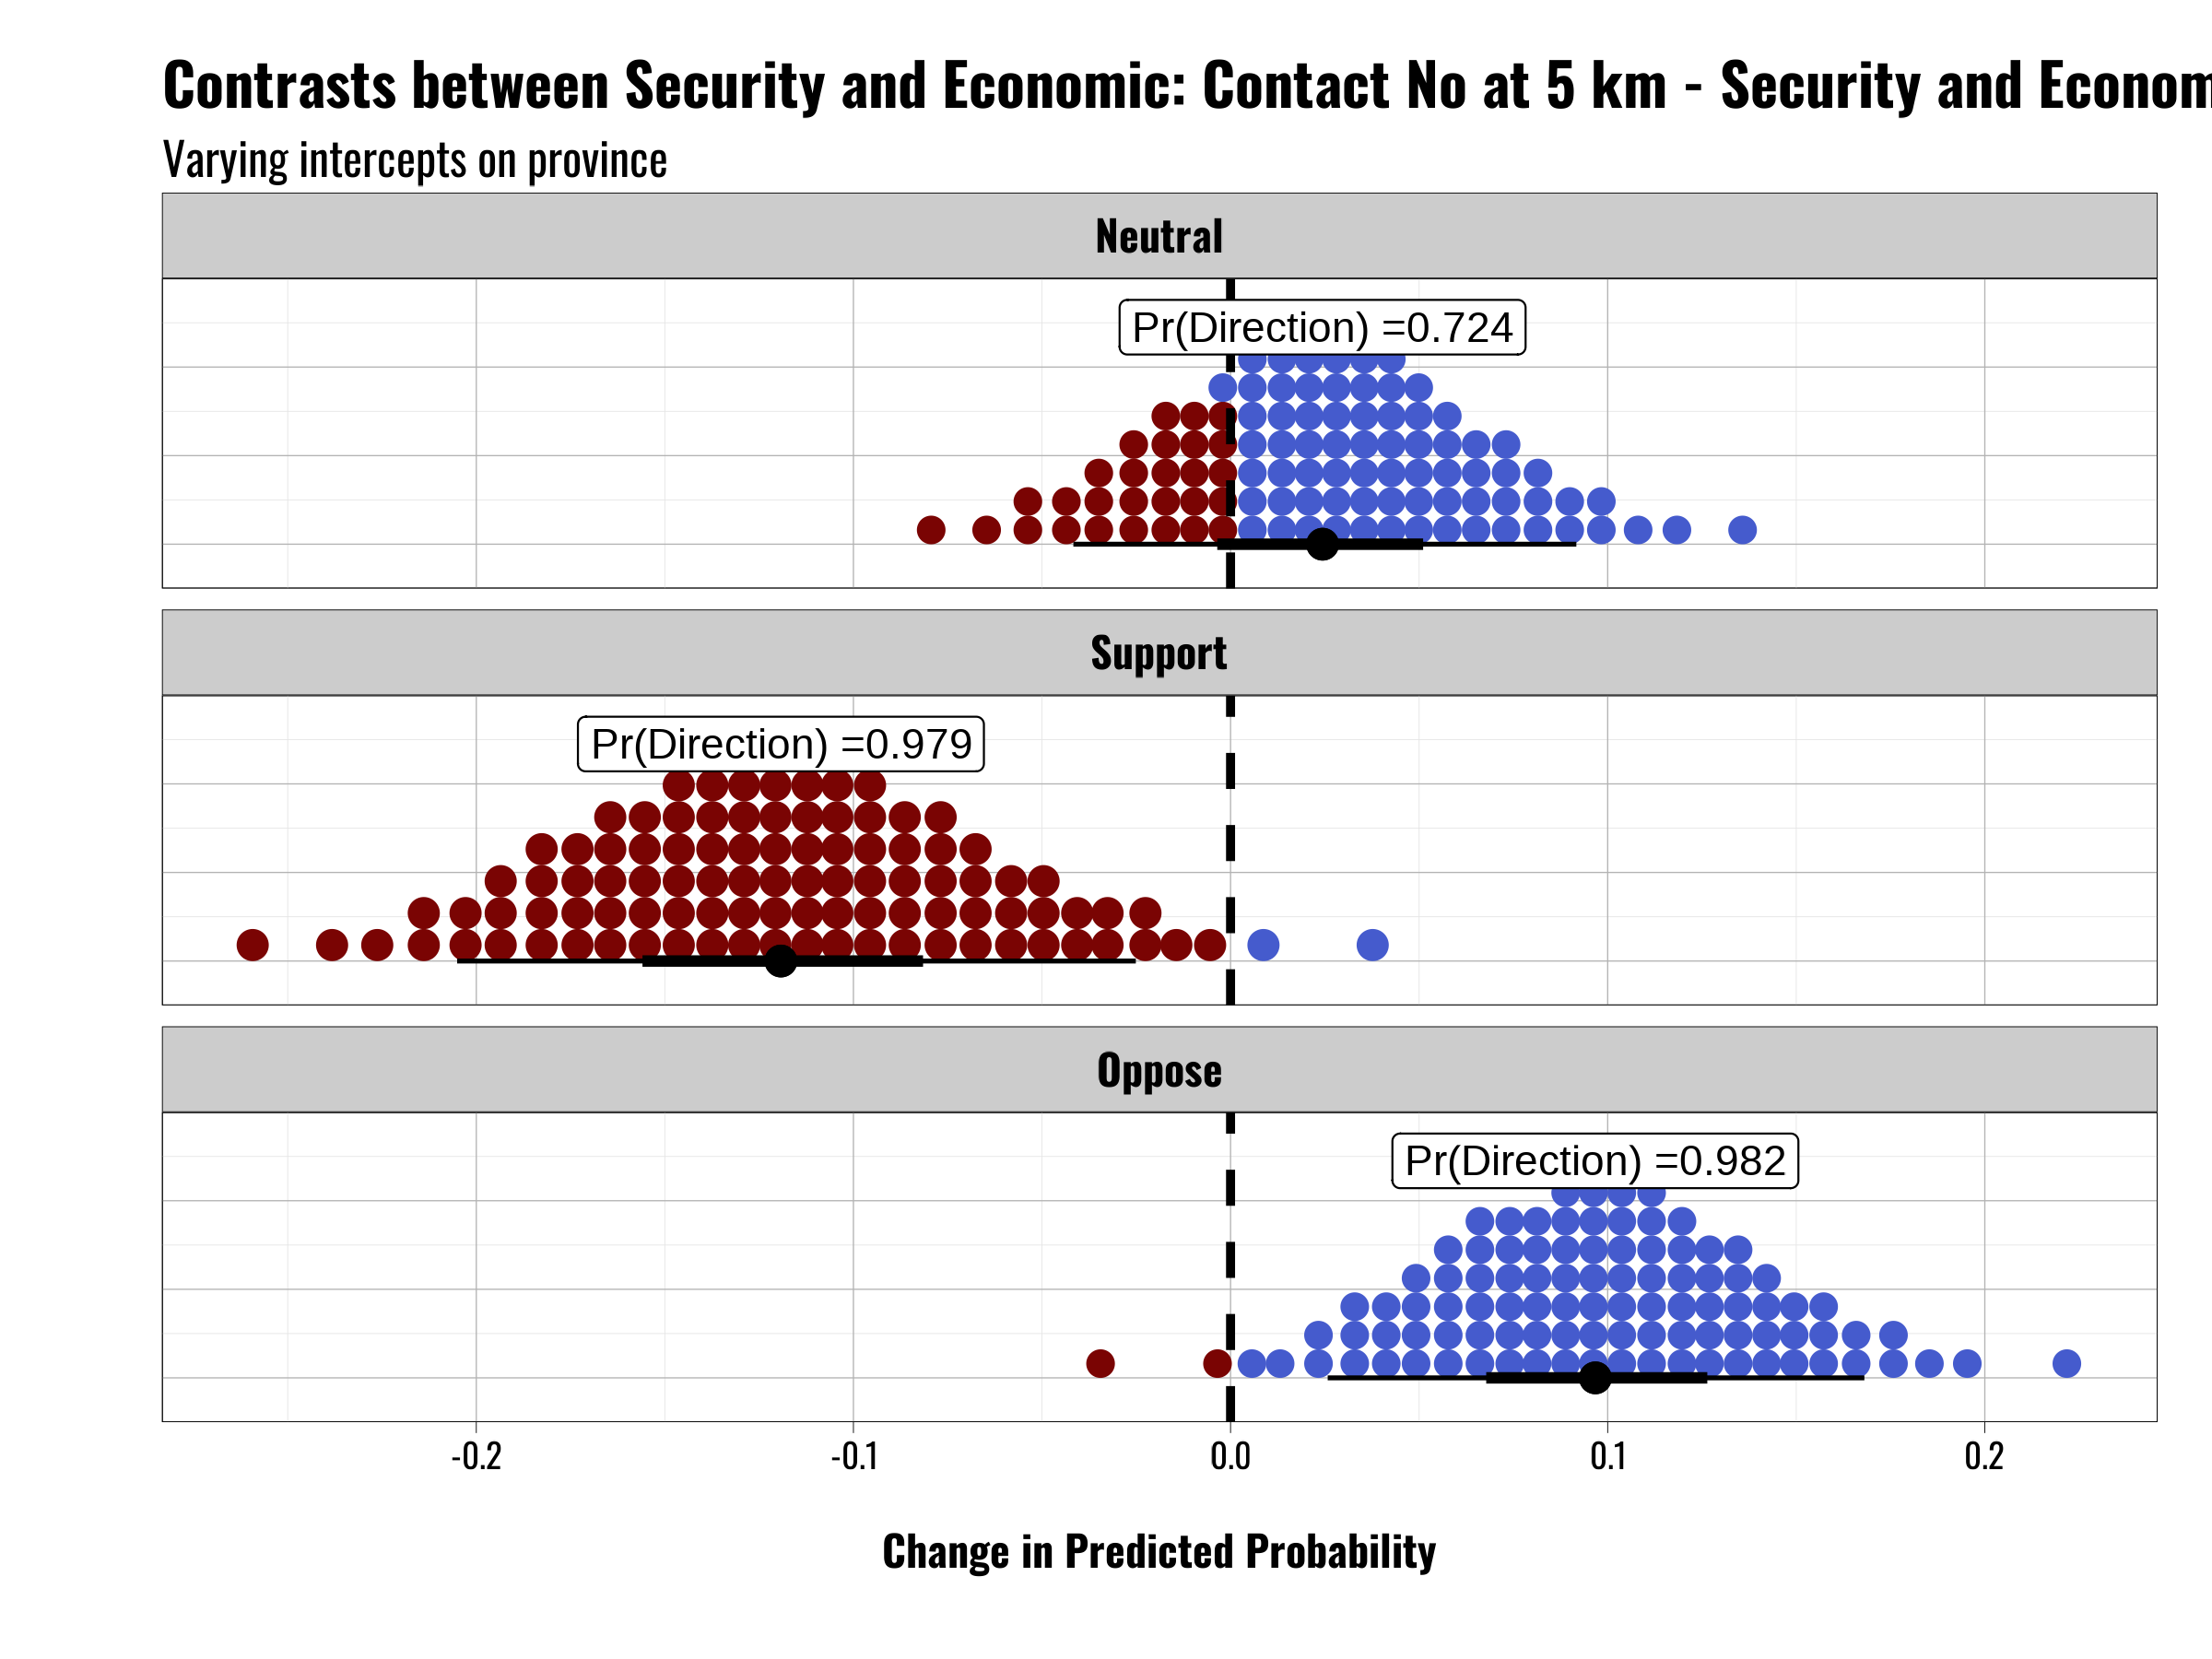 Contrasts between Security and Economic: Contact No at 5 km - Security and Econom
Varying intercepts on province
Neutral
Pr(Direction) =0.724
Support
Pr(Direction) =0.979
Oppose
Pr(Direction) =0.982
-0.2 -0.1 0.0 0.1 0.2
Change in Predicted Probability